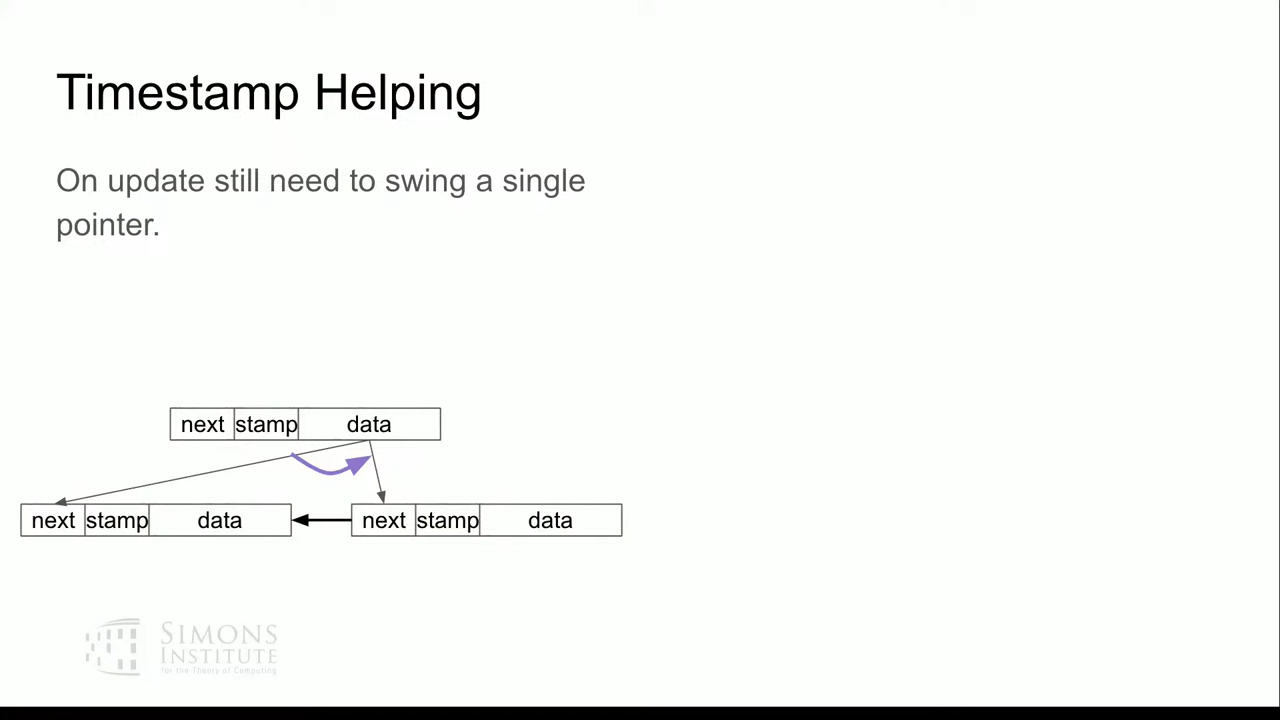 Timestamp Helping
On update still need to swing a single
pointer.
next stamp data
next stamp data
next stamp data
SIMONS
INSTITUTE
for the Theory of Computing